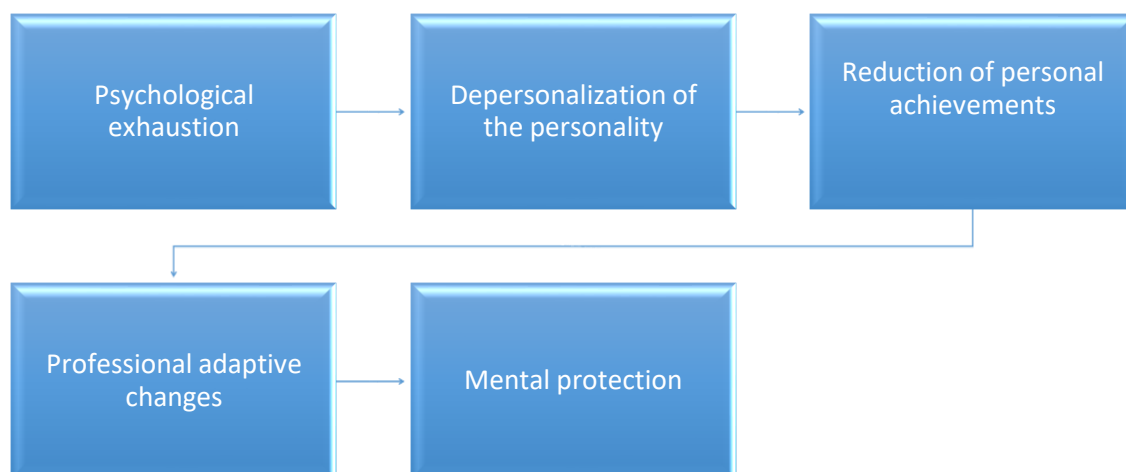 Psychological
exhaustion
Depersonalization of
the personality
Reduction of personal
achievements
Professional adaptive
changes
Mental protection